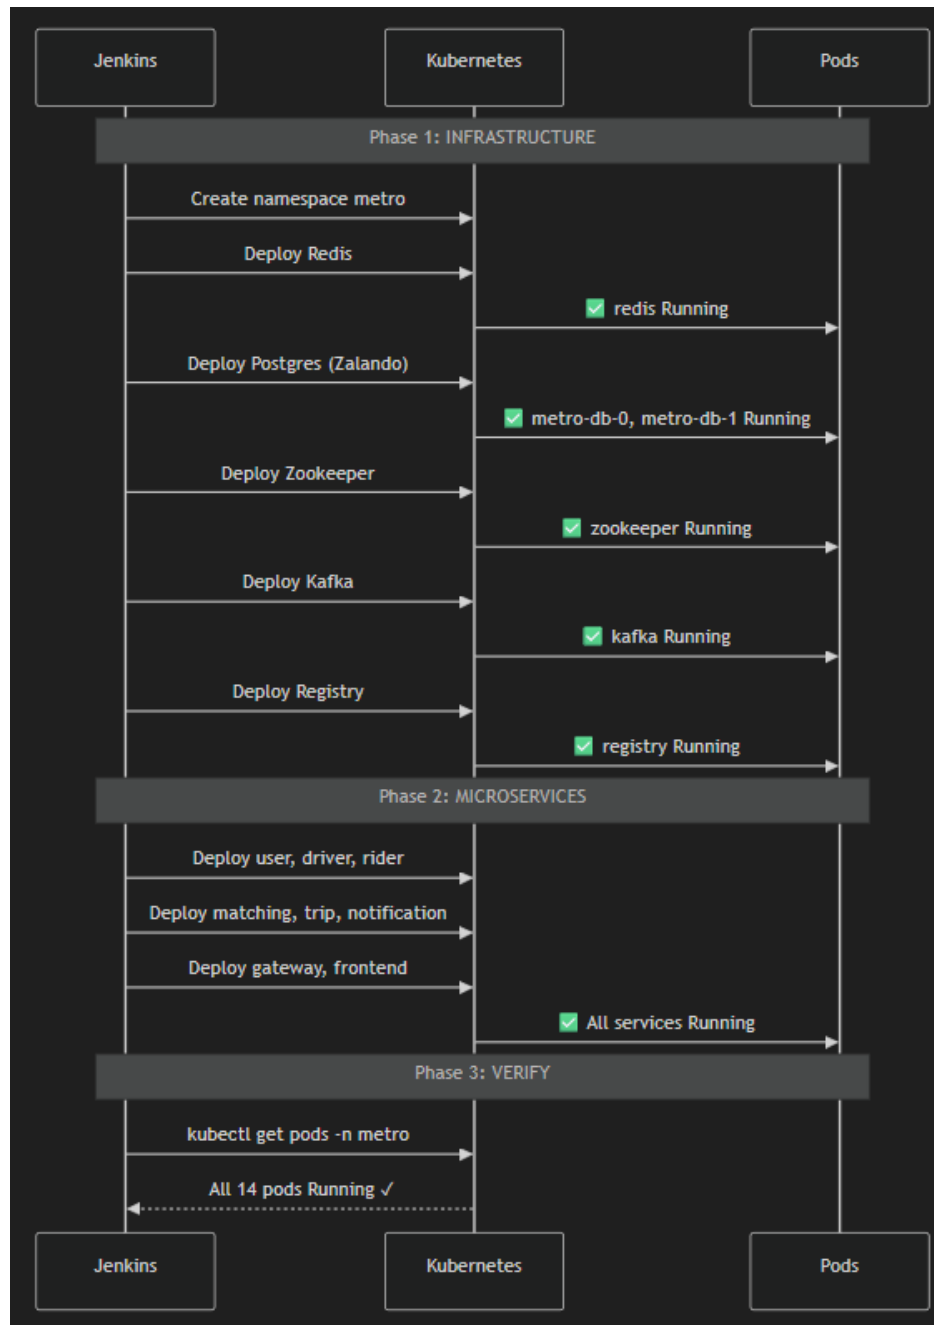 Jenkins
Kubernetes
Pods
Phase 1: INFRASTRUCTURE
Create namespace metro
Deploy Redis
✅ redis Running
Deploy Postgres (Zalando)
✅ metro-db-0, metro-db-1 Running
Deploy Zookeeper
✅ zookeeper Running
Deploy Kafka
✅ kafka Running
Deploy Registry
✅ registry Running
Phase 2: MICROSERVICES
Deploy user, driver, rider
Deploy matching, trip, notification
Deploy gateway, frontend
✅ All services Running
Phase 3: VERIFY
kubectl get pods -n metro
All 14 pods Running ✓
Jenkins
Kubernetes
Pods